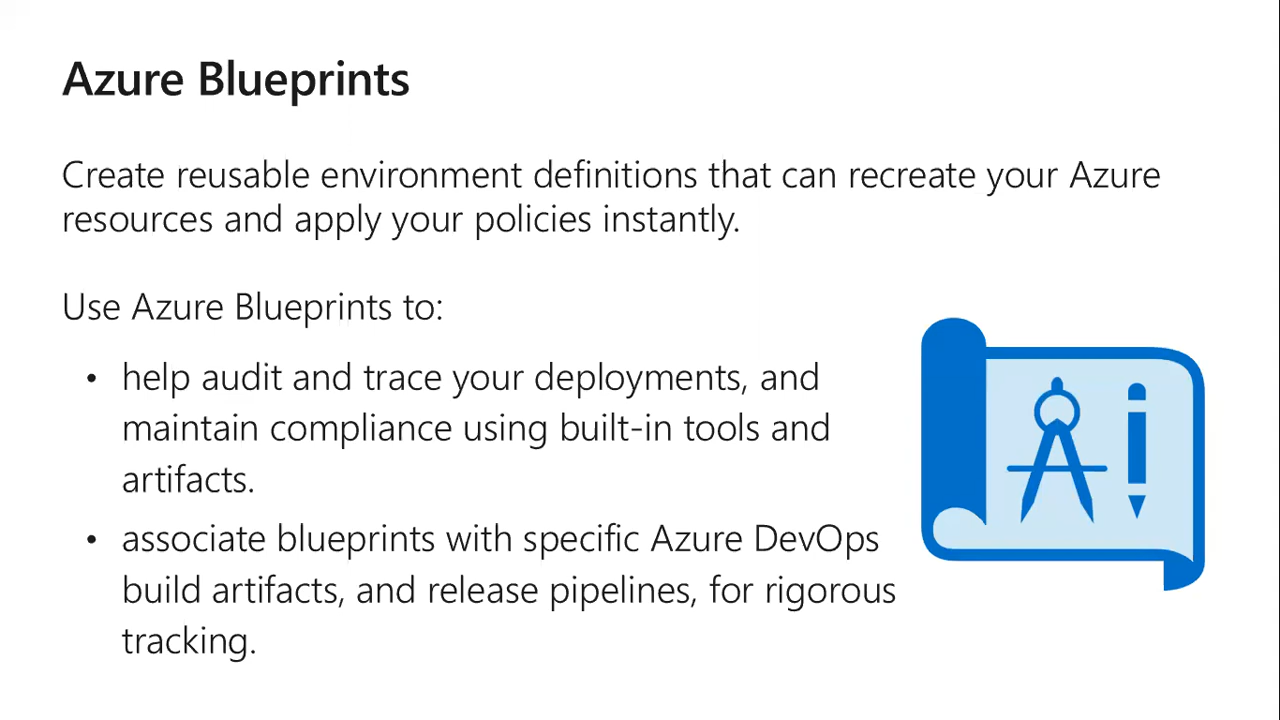 Azure Blueprints
Create reusable environment definitions that can recreate your Azure
resources and apply your policies instantly.
Use Azure Blueprints to:
• help audit and trace your deployments, and
maintain compliance using built-in tools and
artifacts.
• associate blueprints with specific Azure DevOps
build artifacts, and release pipelines, for rigorous
tracking.